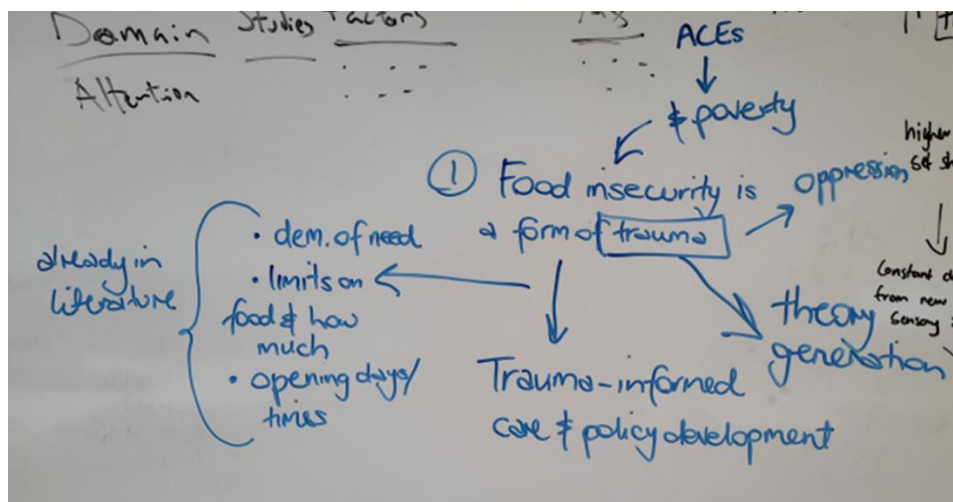 Domain Studies Factors
Attention
ACEs
& poverty
① Food insecurity is
a form of trauma
oppression
theory
generation
Trauma-informed
care & policy development
• dem. of need
• limits on
food & how
much
• opening days/
times
already in
literature
higher
Constant
from new
sensory